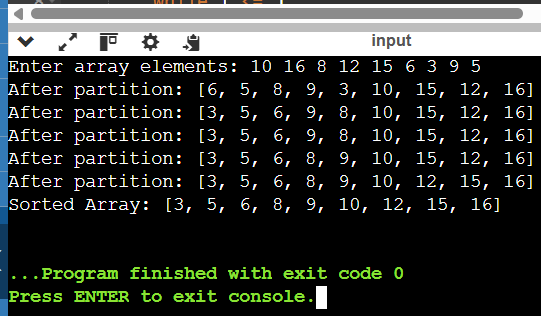 input
Enter array elements: 10 16 8 12 15 6 3 9 5
After partition: [6, 5, 8, 9, 3, 10, 15, 12, 16]
After partition: [3, 5, 6, 9, 8, 10, 15, 12, 16]
After partition: [3, 5, 6, 9, 8, 10, 15, 12, 16]
After partition: [3, 5, 6, 8, 9, 10, 15, 12, 16]
After partition: [3, 5, 6, 8, 9, 10, 12, 15, 16]
Sorted Array: [3, 5, 6, 8, 9, 10, 12, 15, 16]
...Program finished with exit code 0
Press ENTER to exit console.